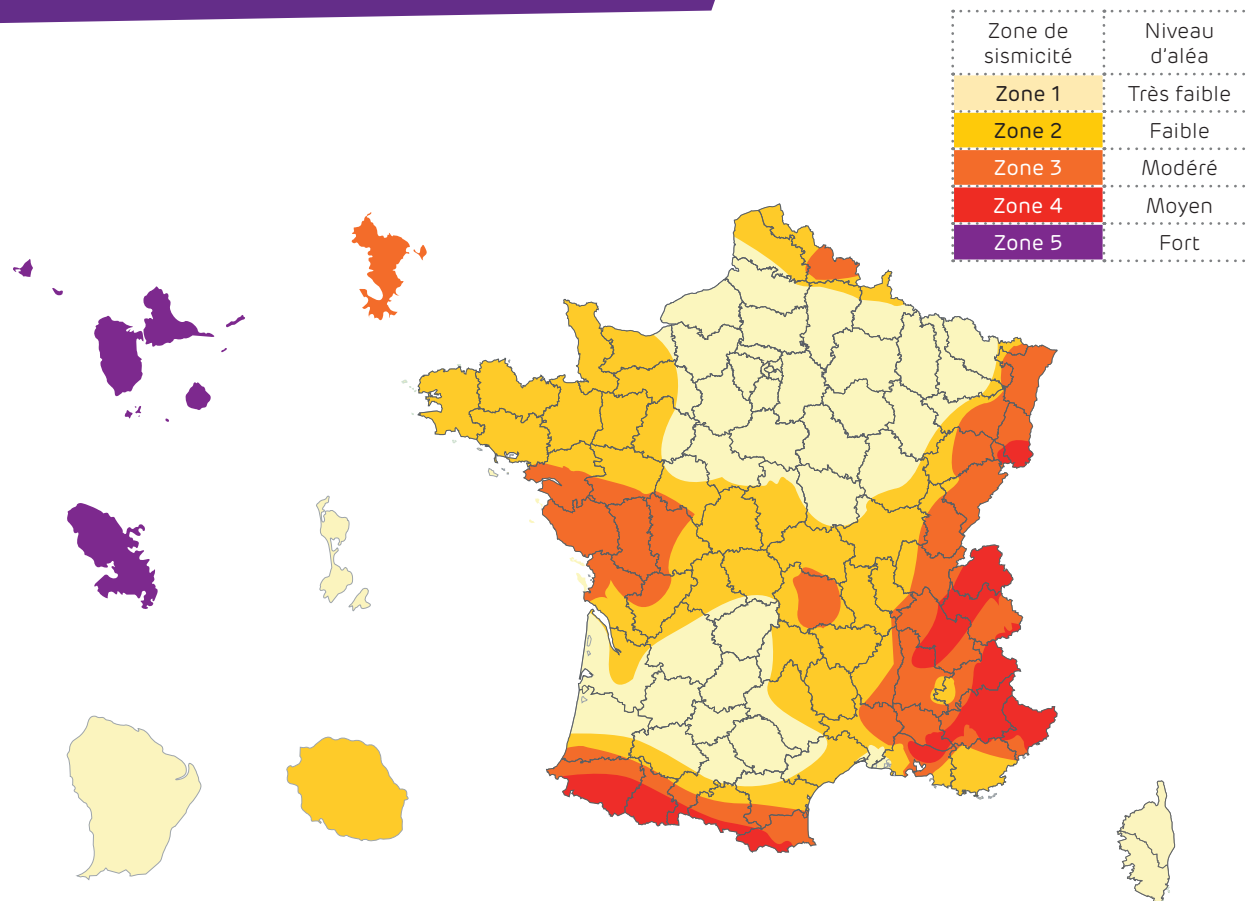 Zone de sismicité Niveau d'aléa
Zone 1 Très faible
Zone 2 Faible
Zone 3 Modéré
Zone 4 Moyen
Zone 5 Fort